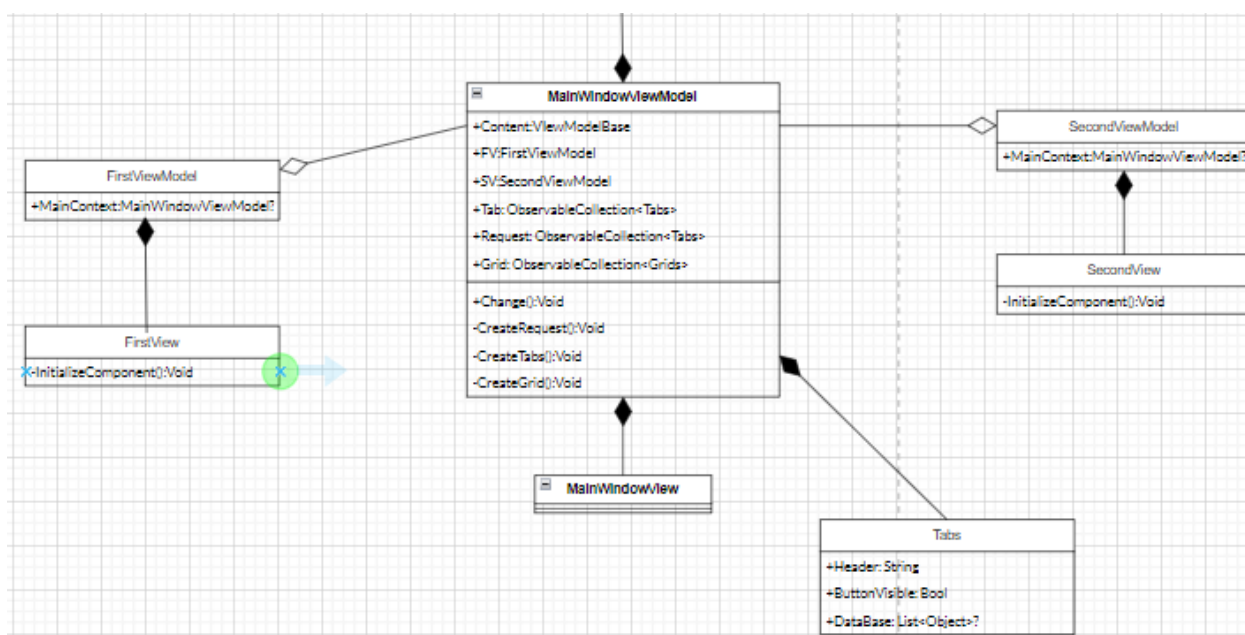 MainWindowViewModel
+Content:ViewModelBase
+FV:FirstViewModel
+SV:SecondViewModel
+Tab: ObservableCollection<Tabs>
+Request: ObservableCollection<Tabs>
+Grid: ObservableCollection<Grids>
+Change():Void
-CreateRequest():Void
-CreateTabs():Void
-CreateGrid():Void
FirstViewModel
+MainContext:MainWindowViewModel?
FirstView
-InitializeComponent():Void
SecondViewModel
+MainContext:MainWindowViewModel?
SecondView
-InitializeComponent():Void
MainWindowView
Tabs
+Header: String
+ButtonVisible: Bool
+DataBase: List<Object>?